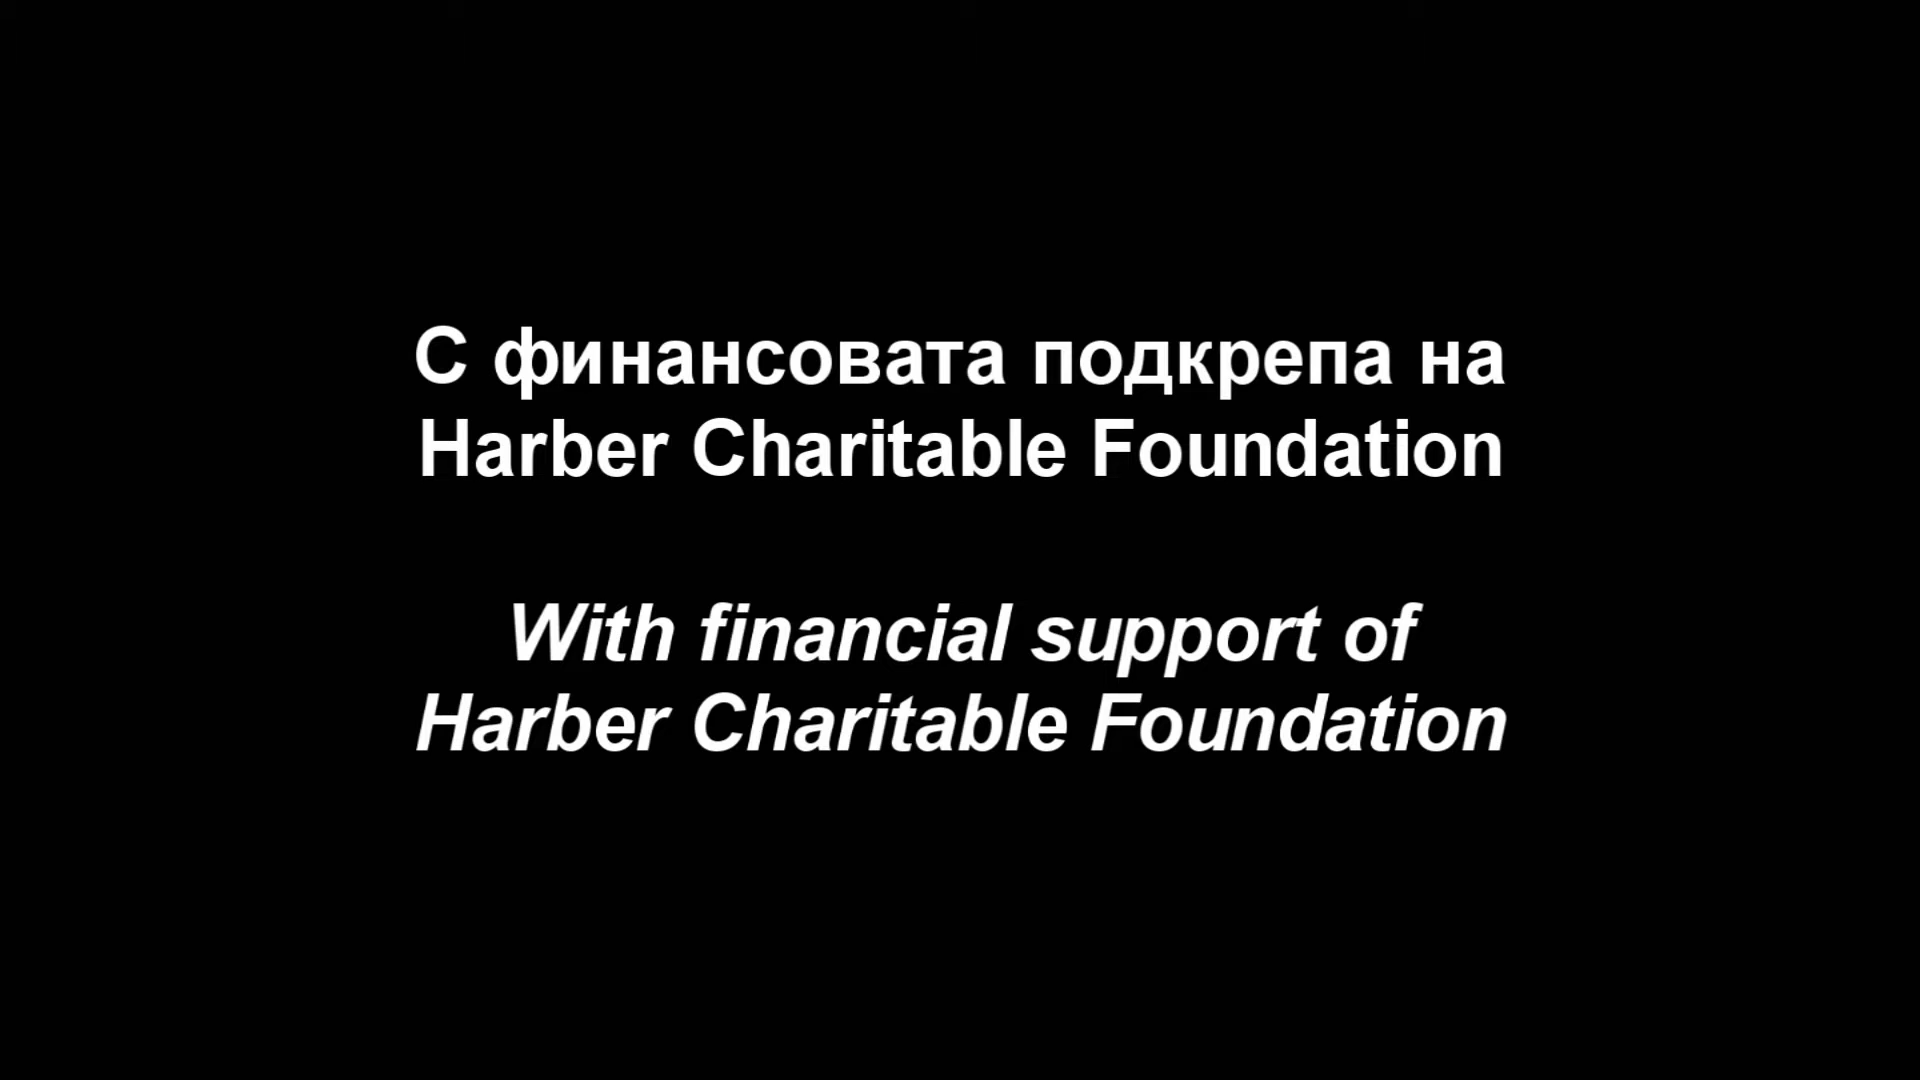 С финансовата подкрепа на
Harber Charitable Foundation
With financial support of
Harber Charitable Foundation